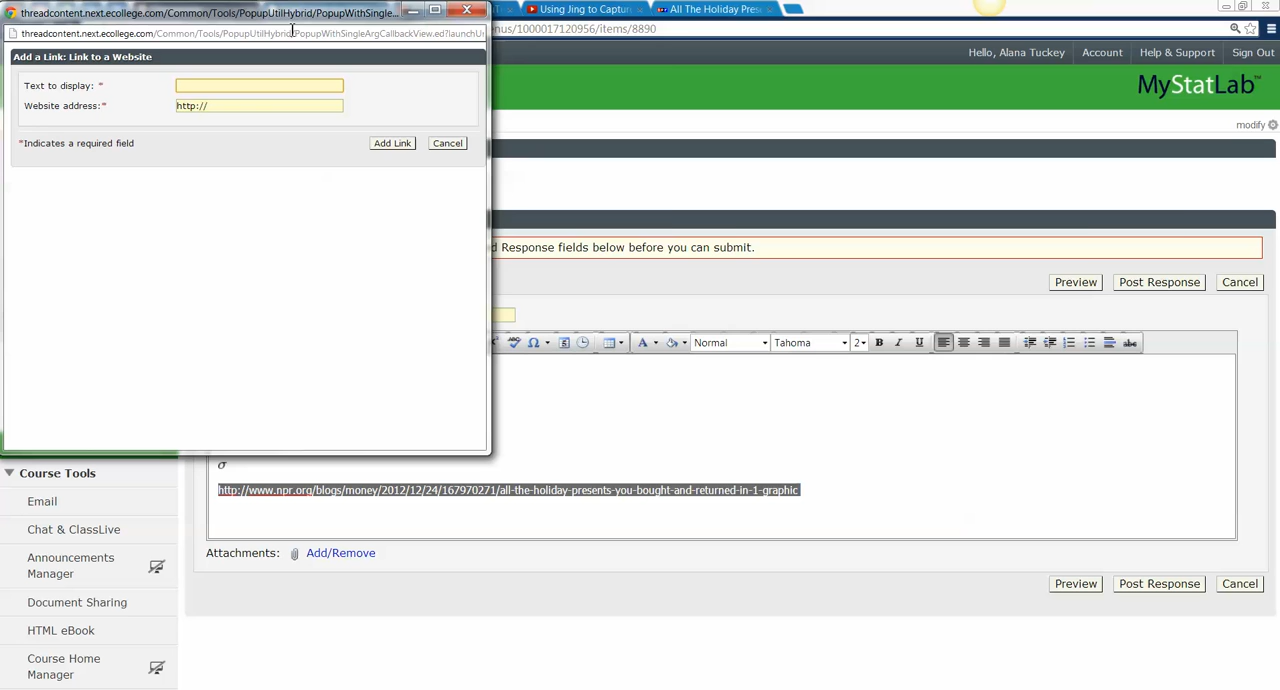 threadcontent.next.ecollege.com/Common/Tools/PopupUtilHybrid/PopupWithSingle...
Using Jing to Captur
All The Holiday Pres
threadcontent.next.ecollege.com/Common/Tools/PopupUtilHybrid/PopupWithSingleArgCallbackView.ed?launchU
nus/1000017120956/items/8890
Hello, Alana Tuckey
Account
Help & Support
Sign Out
Add a Link: Link to a Website
Text to display: *
Website address:* http://
MyStatLab™
modify
*Indicates a required field
Add Link
Cancel
d Response fields below before you can submit.
Preview
Post Response
Cancel
ABC
Ω
A
Normal
Tahoma
2
B
I
U
abc
σ
http://www.npr.org/blogs/money/2012/12/24/167970271/all-the-holiday-presents-you-bought-and-returned-in-1-graphic
Attachments:
Add/Remove
Preview
Post Response
Cancel
Course Tools
Email
Chat & ClassLive
Announcements
Manager
Document Sharing
HTML eBook
Course Home
Manager